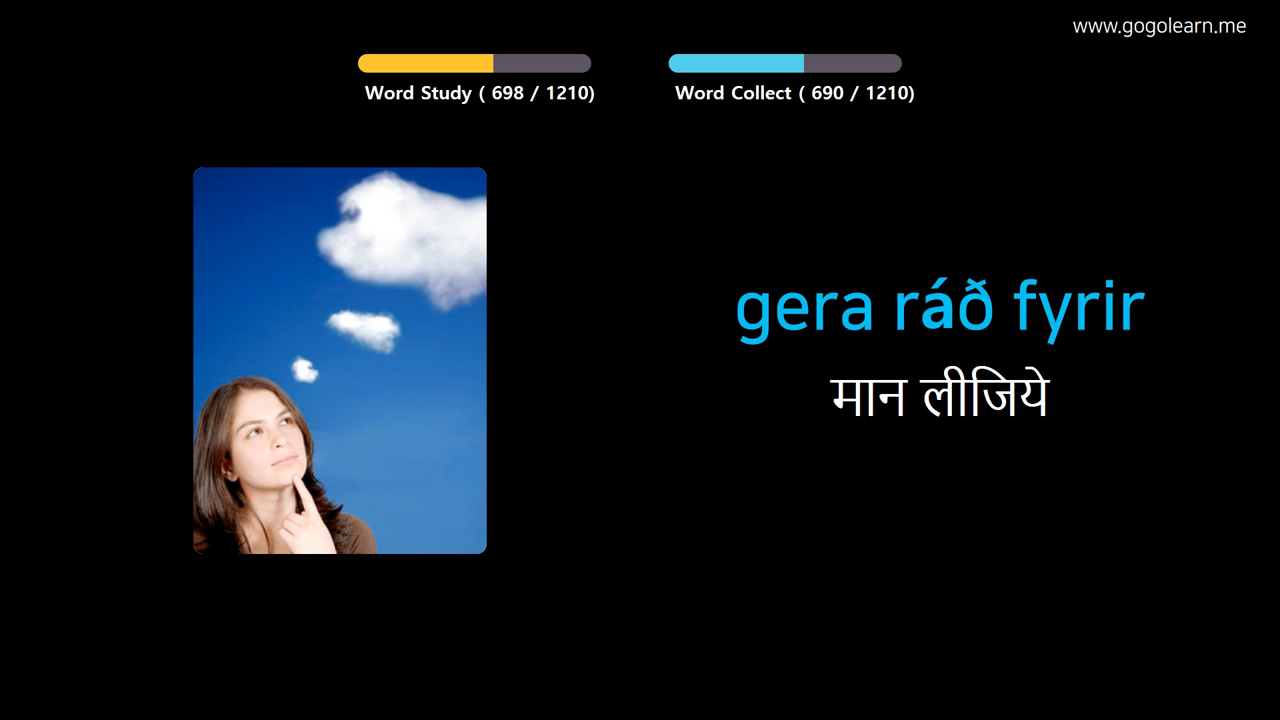 www.gogolearn.me
Word Study ( 698 / 1210)
Word Collect ( 690 / 1210)
gera ráð fyrir
मान लीजिये